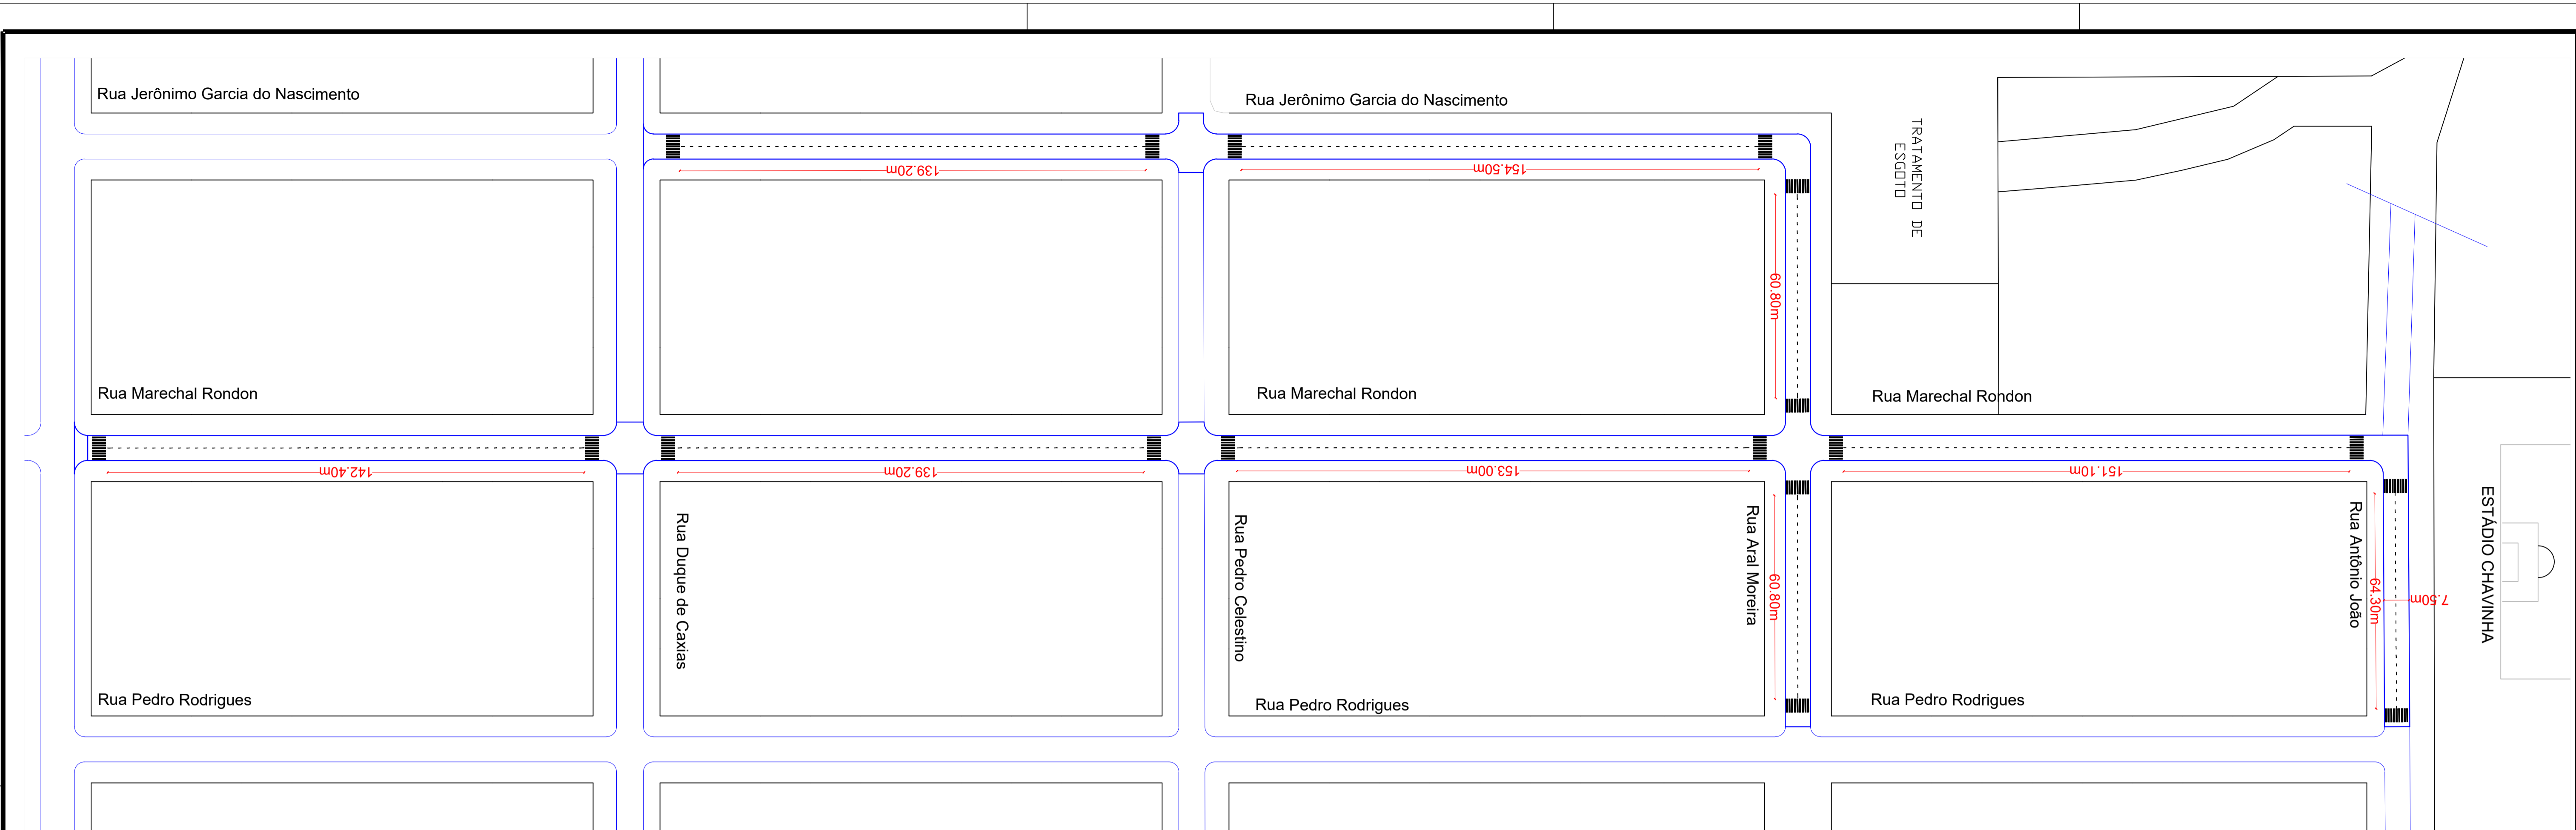 Rua Jerônimo Garcia do Nascimento
Rua Jerônimo Garcia do Nascimento
TRATAMENTO DE
ESGOTO
139.20m
154.50m
60.80m
Rua Marechal Rondon
Rua Marechal Rondon
Rua Marechal Rondon
142.40m
139.20m
153.00m
151.10m
Rua Duque de Caxias
Rua Pedro Celestino
Rua Aral Moreira
60.80m
Rua Antônio João
64.30m
7.50m
ESTÁDIO CHAVINHA
Rua Pedro Rodrigues
Rua Pedro Rodrigues
Rua Pedro Rodrigues